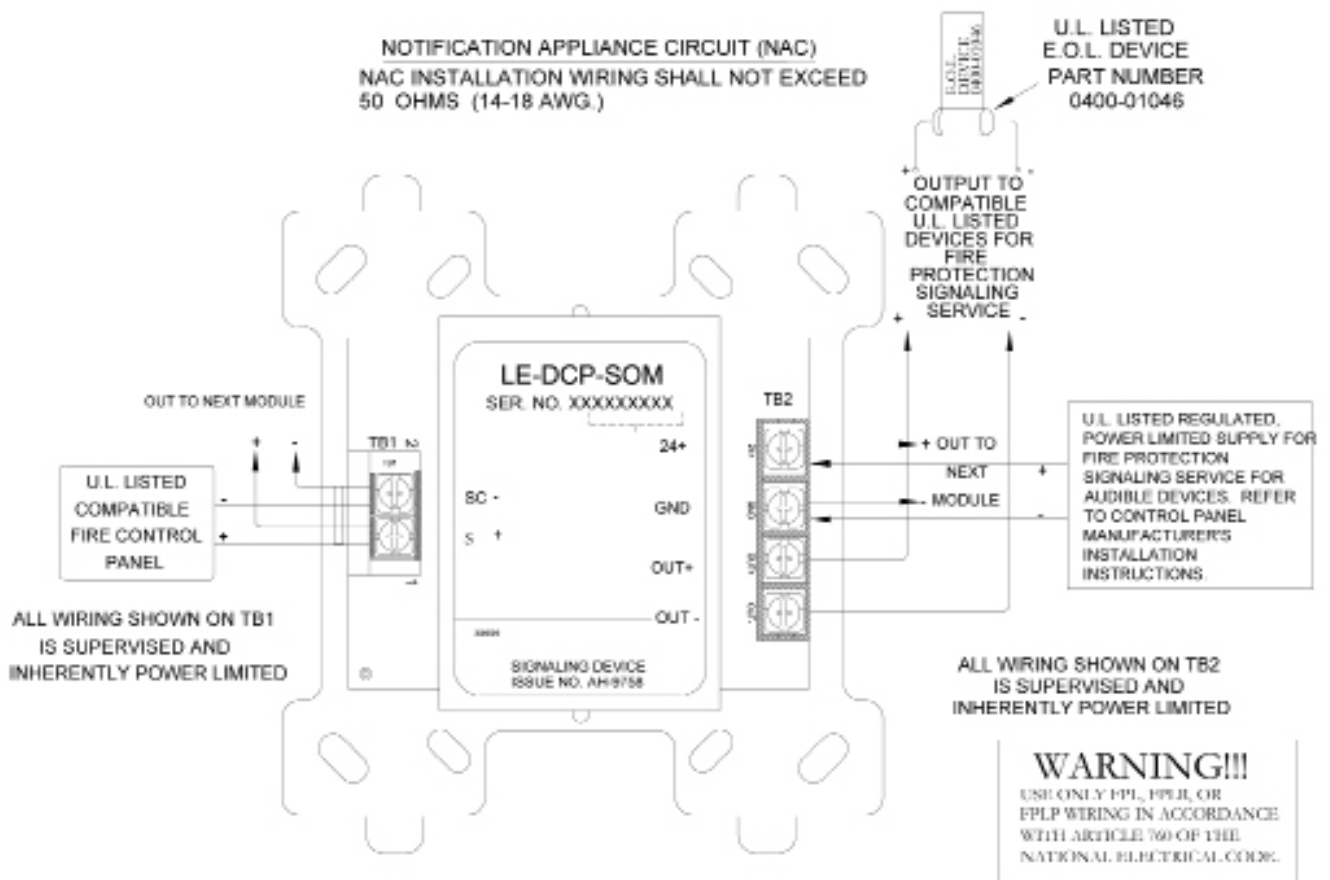 NOTIFICATION APPLIANCE CIRCUIT (NAC)
NAC INSTALLATION WIRING SHALL NOT EXCEED
50 OHMS (14-18 AWG.)
E.O.L.
DEVICE
0400-01046
U.L. LISTED
E.O.L. DEVICE
PART NUMBER
0400-01046
+ -
OUTPUT TO
COMPATIBLE
U.L. LISTED
DEVICES FOR
FIRE
PROTECTION
SIGNALING
SERVICE
+ -
OUT TO NEXT MODULE
+ -
U.L. LISTED
COMPATIBLE
FIRE CONTROL
PANEL
-
+
TB1 2
1
ALL WIRING SHOWN ON TB1
IS SUPERVISED AND
INHERENTLY POWER LIMITED
LE-DCP-SOM
SER. NO. XXXXXXXXX
24+
SC -
GND
S +
OUT+
OUT -
SIGNALING DEVICE
ISSUE NO. AH-9758
TB2
+ OUT TO
NEXT
- MODULE
+
-
U.L. LISTED REGULATED,
POWER LIMITED SUPPLY FOR
FIRE PROTECTION
SIGNALING SERVICE FOR
AUDIBLE DEVICES. REFER
TO CONTROL PANEL
MANUFACTURER'S
INSTALLATION
INSTRUCTIONS.
ALL WIRING SHOWN ON TB2
IS SUPERVISED AND
INHERENTLY POWER LIMITED
WARNING!!!
USE ONLY FPL, FPLR, OR
FPLP WIRING IN ACCORDANCE
WITH ARTICLE 760 OF THE
NATIONAL ELECTRICAL CODE.